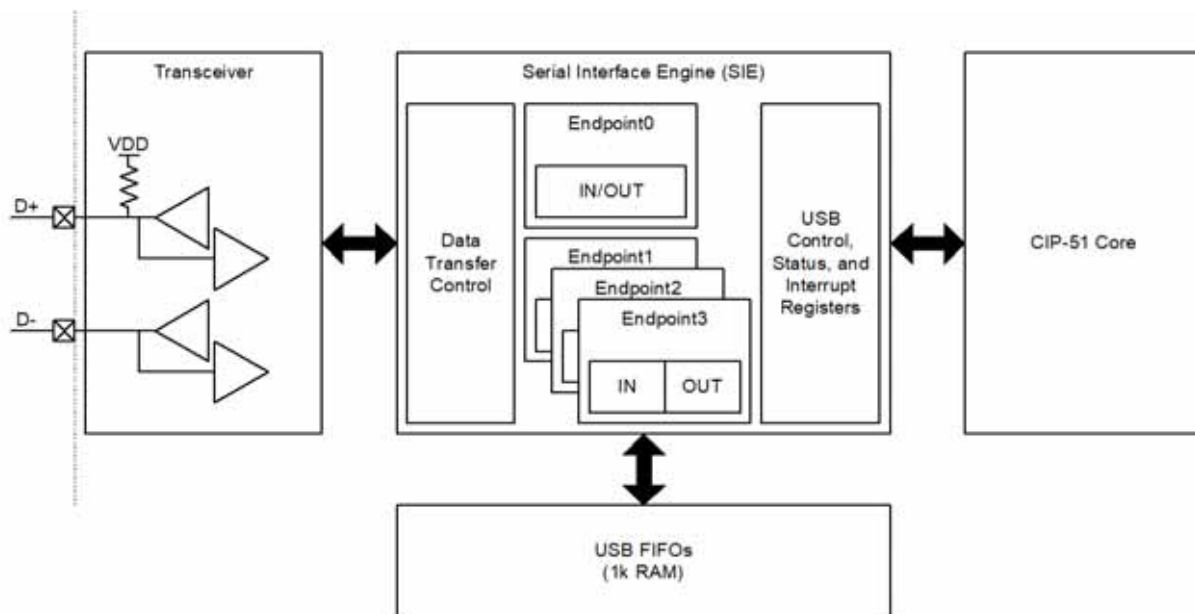 Transceiver
VDD
D+
D-
Serial Interface Engine (SIE)
Data
Transfer
Control
Endpoint0
IN/OUT
Endpoint1
Endpoint2
Endpoint3
IN OUT
USB
Control,
Status, and
Interrupt
Registers
CIP-51 Core
USB FIFOs
(1k RAM)